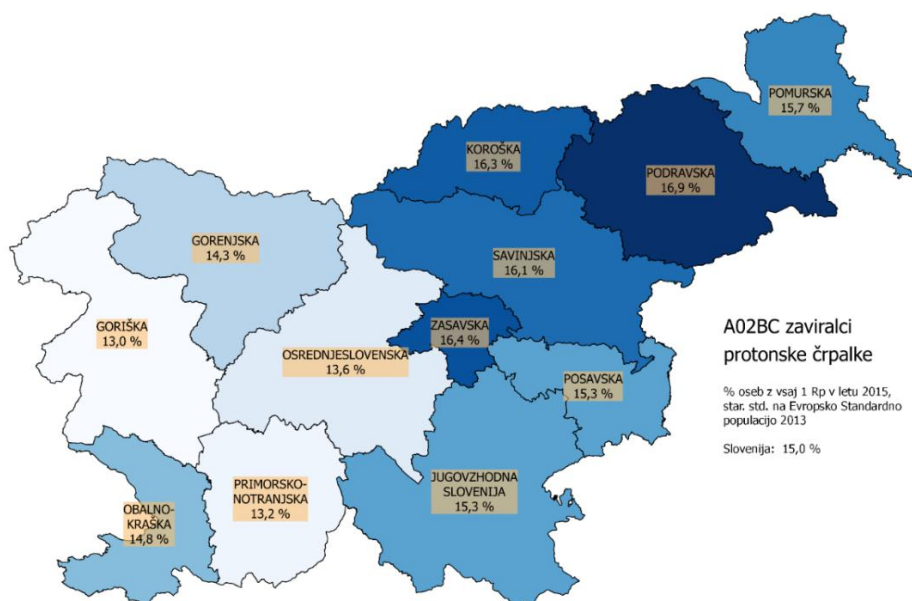 POMURSKA
15,7 %
KOROŠKA
16,3 %
PODRAVSKA
16,9 %
GORENJSKA
14,3 %
SAVINJSKA
16,1 %
GORIŠKA
13,0 %
ZASAVSKA
16,4 %
OSREDNJESLOVENSKA
13,6 %
POSAVSKA
15,3 %
JUGOVZHODNA
SLOVENIJA
15,3 %
PRIMORSKO-
NOTRANJSKA
13,2 %
OBALNO-
KRAŠKA
14,8 %
A02BC zaviralci
protonske črpalke
% oseb z vsaj 1 Rp v letu 2015,
star. std. na Evropsko Standardno
populacijo 2013
Slovenija: 15,0 %